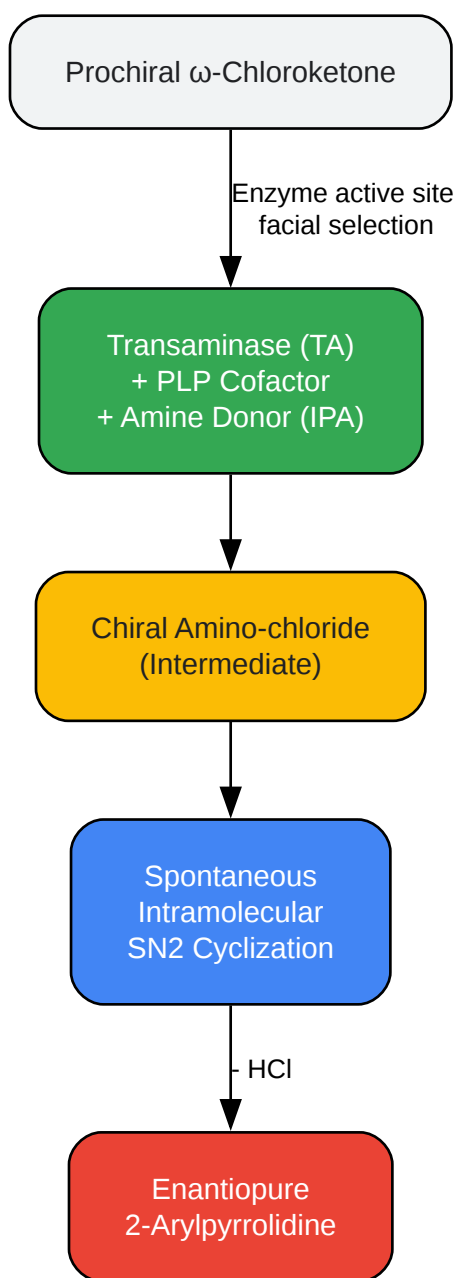 Prochiral ω-Chloroketone
Enzyme active site
facial selection
Transaminase (TA)
+ PLP Cofactor
+ Amine Donor (IPA)
Chiral Amino-chloride
(Intermediate)
Spontaneous
Intramolecular
SN2 Cyclization
- HCl
Enantiopure
2-Arylpyrrolidine